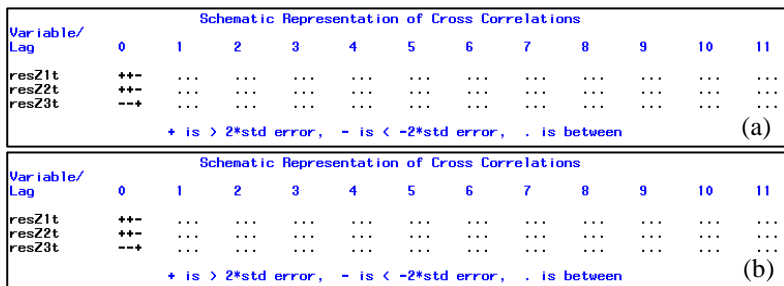 Schematic Representation of Cross Correlations
Variable/
Lag 0 1 2 3 4 5 6 7 8 9 10 11
resZ1t ++- ... ... ... ... ... ... ... ... ... ... ...
resZ2t ++- ... ... ... ... ... ... ... ... ... ... ...
resZ3t --+ ... ... ... ... ... ... ... ... ... ... ...
+ is > 2*std error, - is < -2*std error, . is between (a)
Schematic Representation of Cross Correlations
Variable/
Lag 0 1 2 3 4 5 6 7 8 9 10 11
resZ1t ++- ... ... ... ... ... ... ... ... ... ... ...
resZ2t ++- ... ... ... ... ... ... ... ... ... ... ...
resZ3t --+ ... ... ... ... ... ... ... ... ... ... ...
+ is > 2*std error, - is < -2*std error, . is between (b)